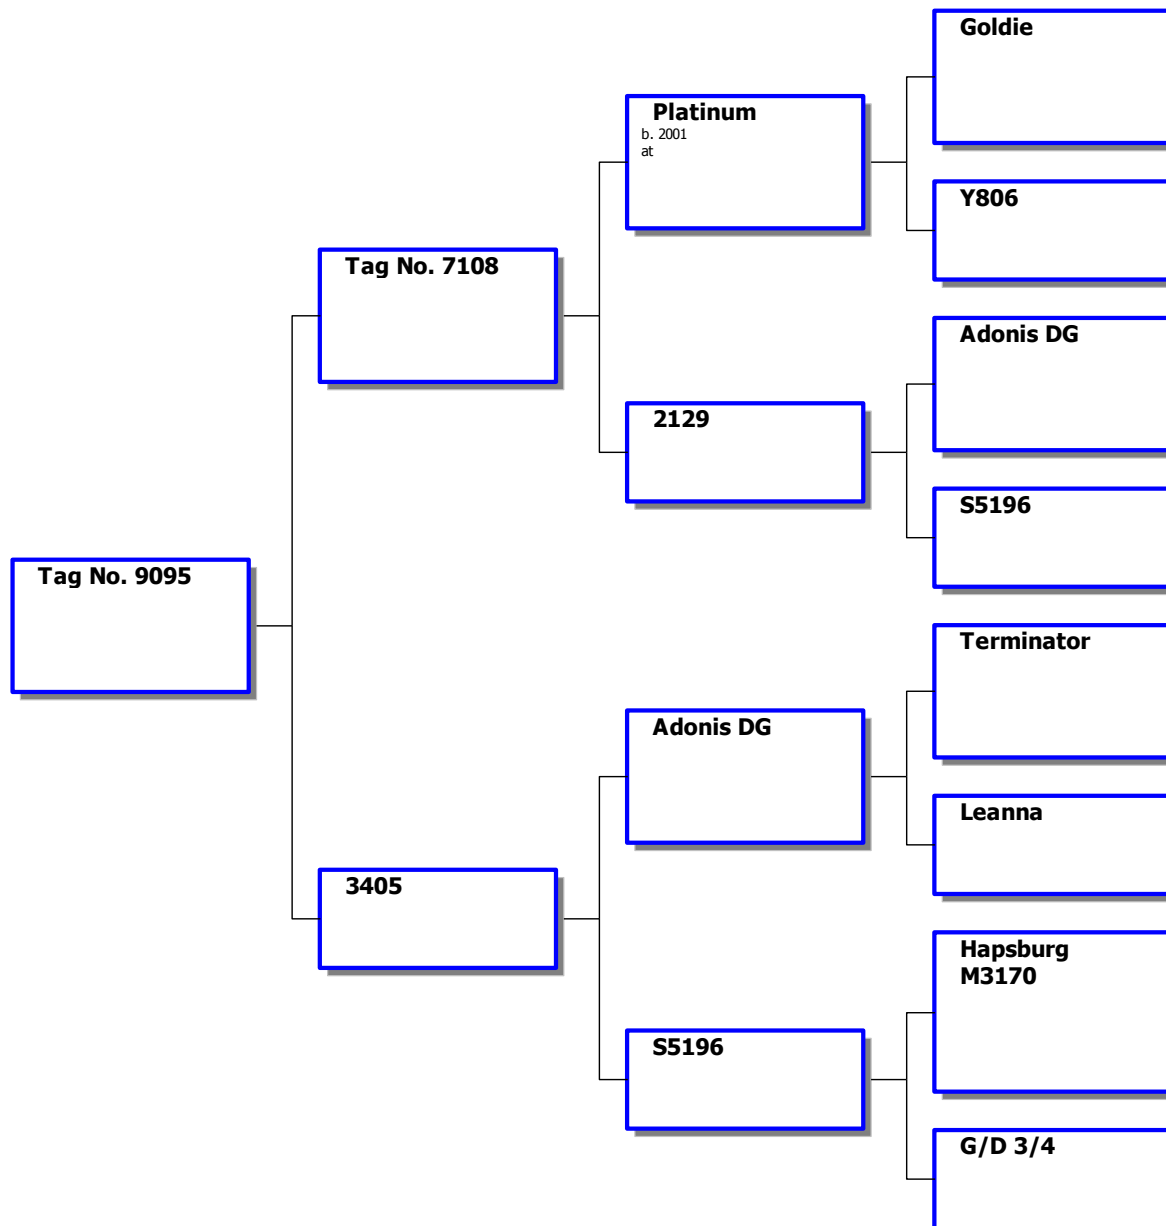 Goldie
Platinum
b. 2001
at
Y806
Tag No. 7108
Adonis DG
2129
S5196
Tag No. 9095
Terminator
Adonis DG
Leanna
3405
Hapsburg
M3170
S5196
G/D 3/4